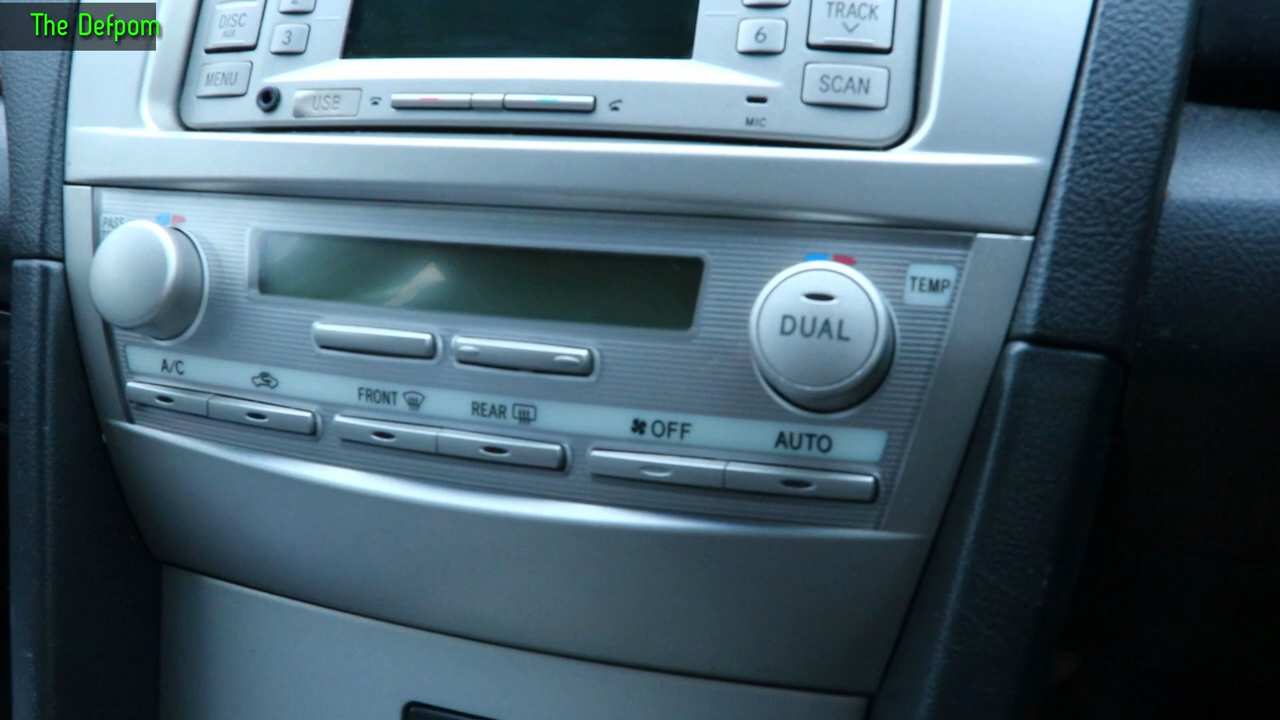 The Defpom
DISC
AUX
3
6
TRACK
MENU
USB
SCAN
MIC
PASS
TEMP
DUAL
A/C
FRONT
REAR
OFF
AUTO